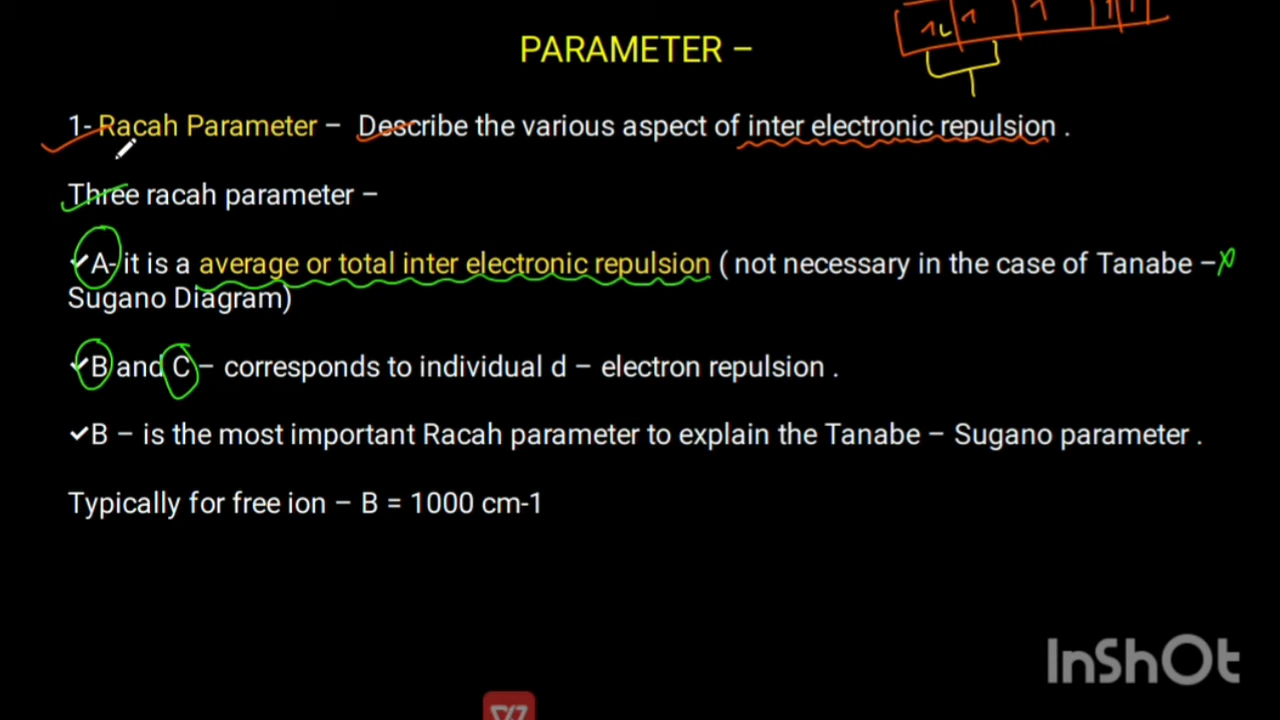 PARAMETER –
1- Racah Parameter – Describe the various aspect of inter electronic repulsion .
Three racah parameter –
✔A- it is a average or total inter electronic repulsion ( not necessary in the case of Tanabe –
Sugano Diagram)
✔B and C – corresponds to individual d – electron repulsion .
✔B – is the most important Racah parameter to explain the Tanabe – Sugano parameter .
Typically for free ion – B = 1000 cm-1
InShOt